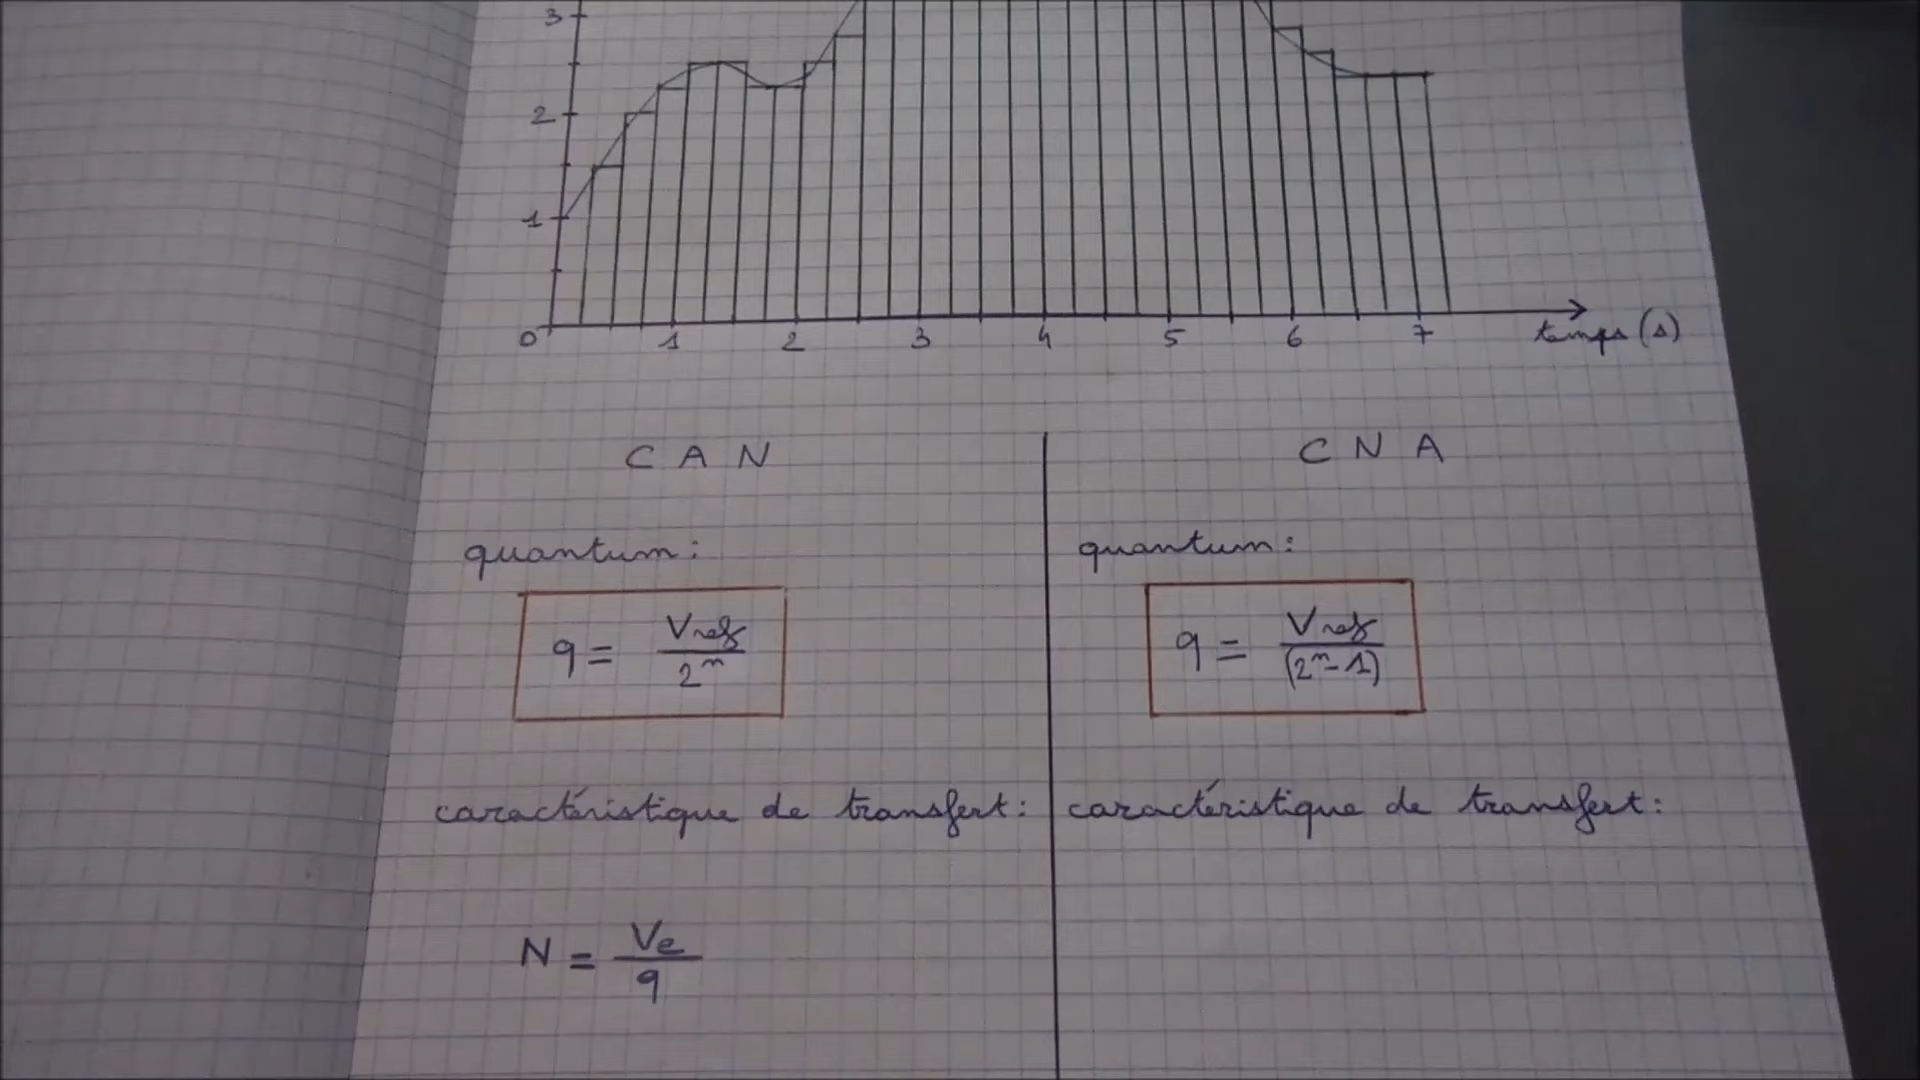 3
2
1
0 1 2 3 4 5 6 7 temps (s)
CAN
quantum:
q = Vref / 2^n
caractéristique de transfert:
N = Ve / q
CNA
quantum:
q = Vref / (2^n - 1)
caractéristique de transfert: